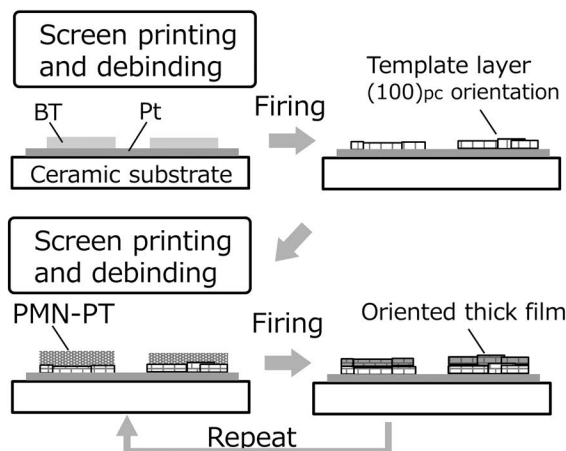 Screen printing
and debinding
BT
Pt
Ceramic substrate
Firing
Template layer
(100)pc orientation
Screen printing
and debinding
PMN-PT
Firing
Oriented thick film
Repeat